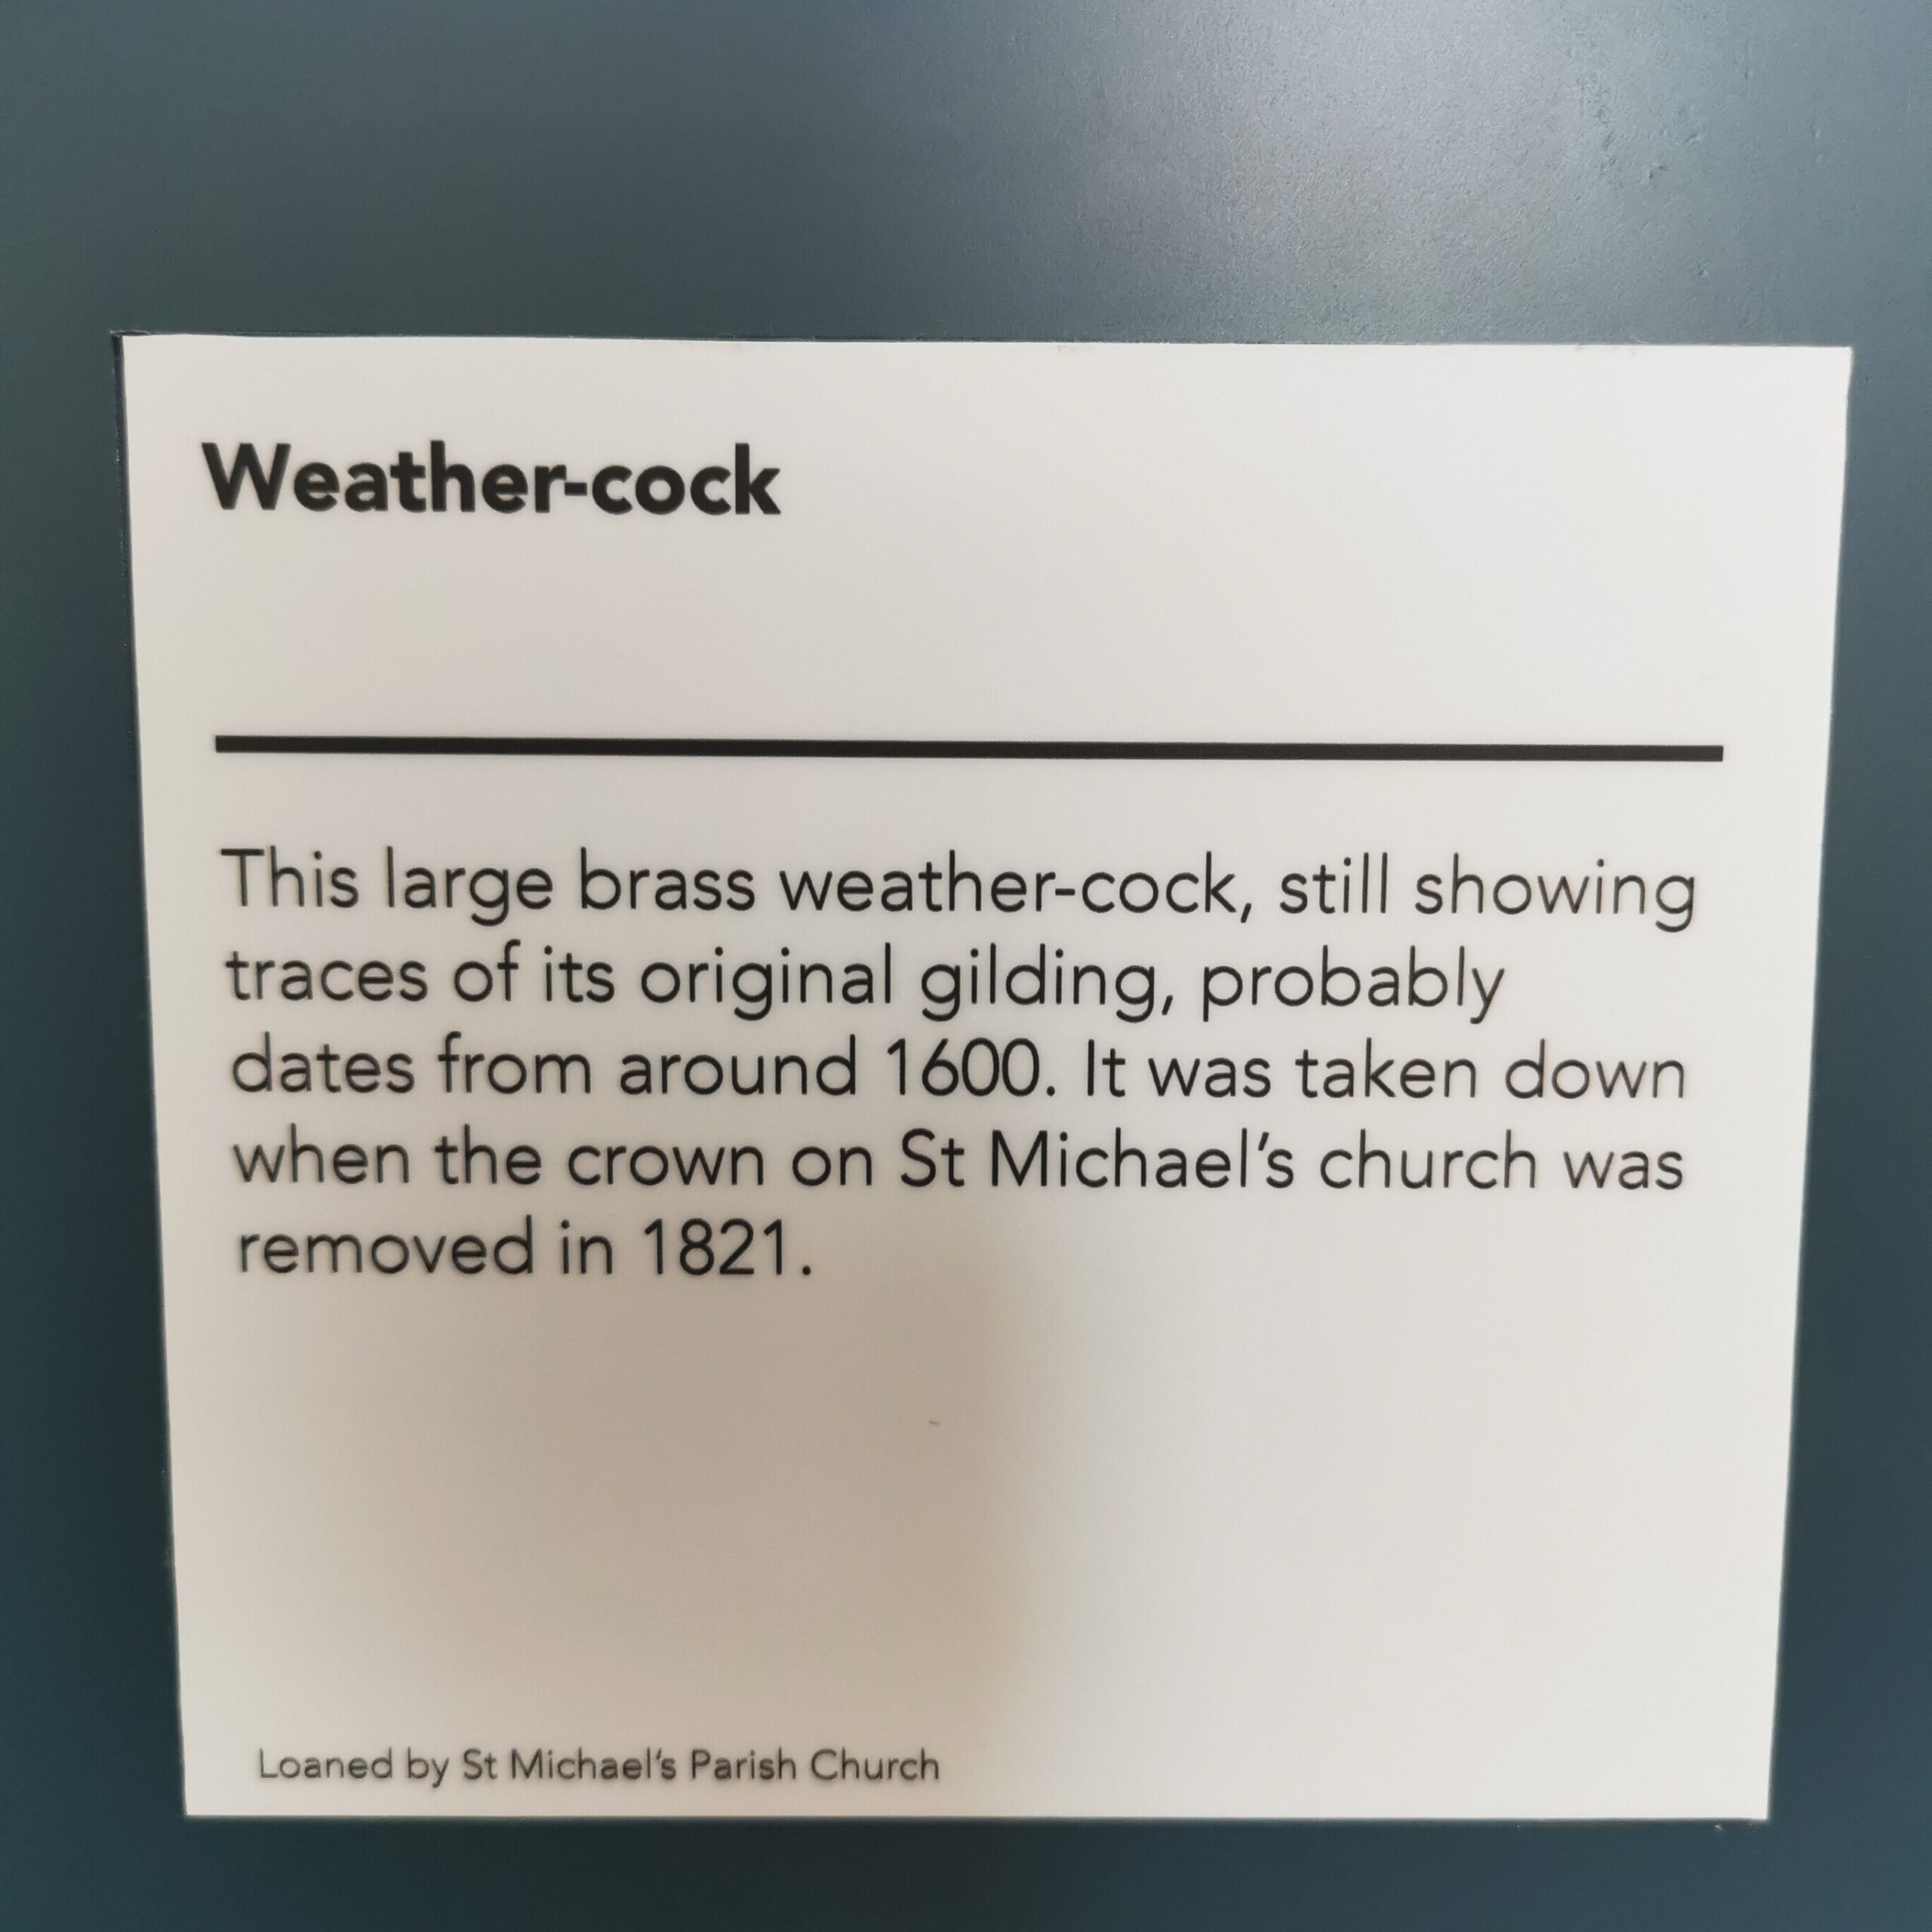 Weather-cock
This large brass weather-cock, still showing
traces of its original gilding, probably
dates from around 1600. It was taken down
when the crown on St Michael's church was
removed in 1821.
Loaned by St Michael's Parish Church